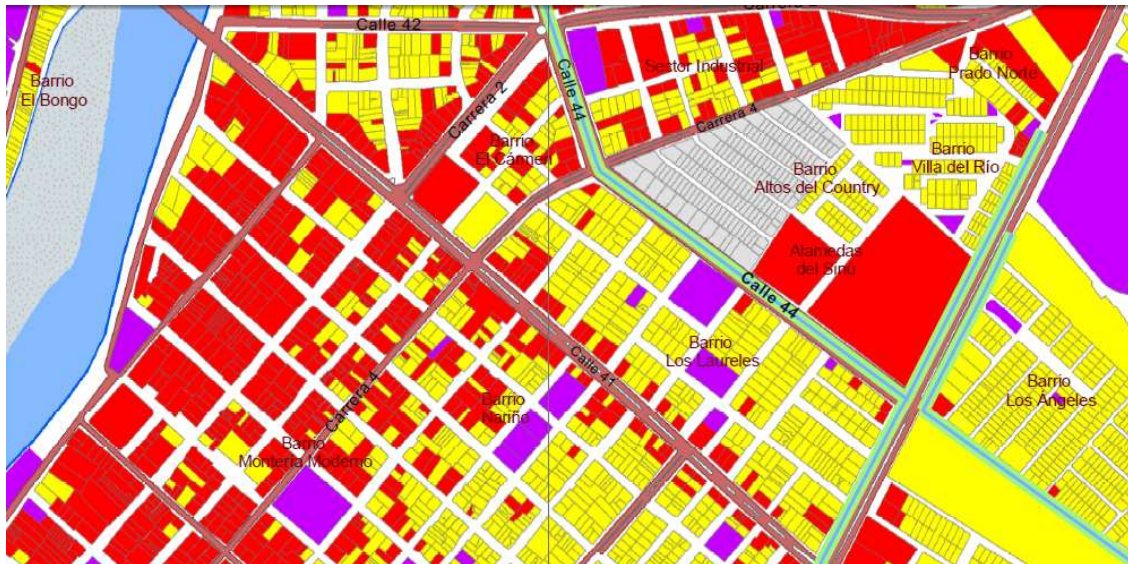 Calle 42
Barrio
El Bongo
Calle 44
Sector Industrial
Barrio
Prado Norte
Carrera 2
Carrera 4
Barrio
El Cármen
Barrio
Villa del Río
Barrio
Altos del Country
Alamedas
del Sinú
Calle 44
Barrio
Los Laureles
Calle 41
Carrera 4
Barrio
Los Ángeles
Barrio
Nariño
Barrio
Montería Moderno